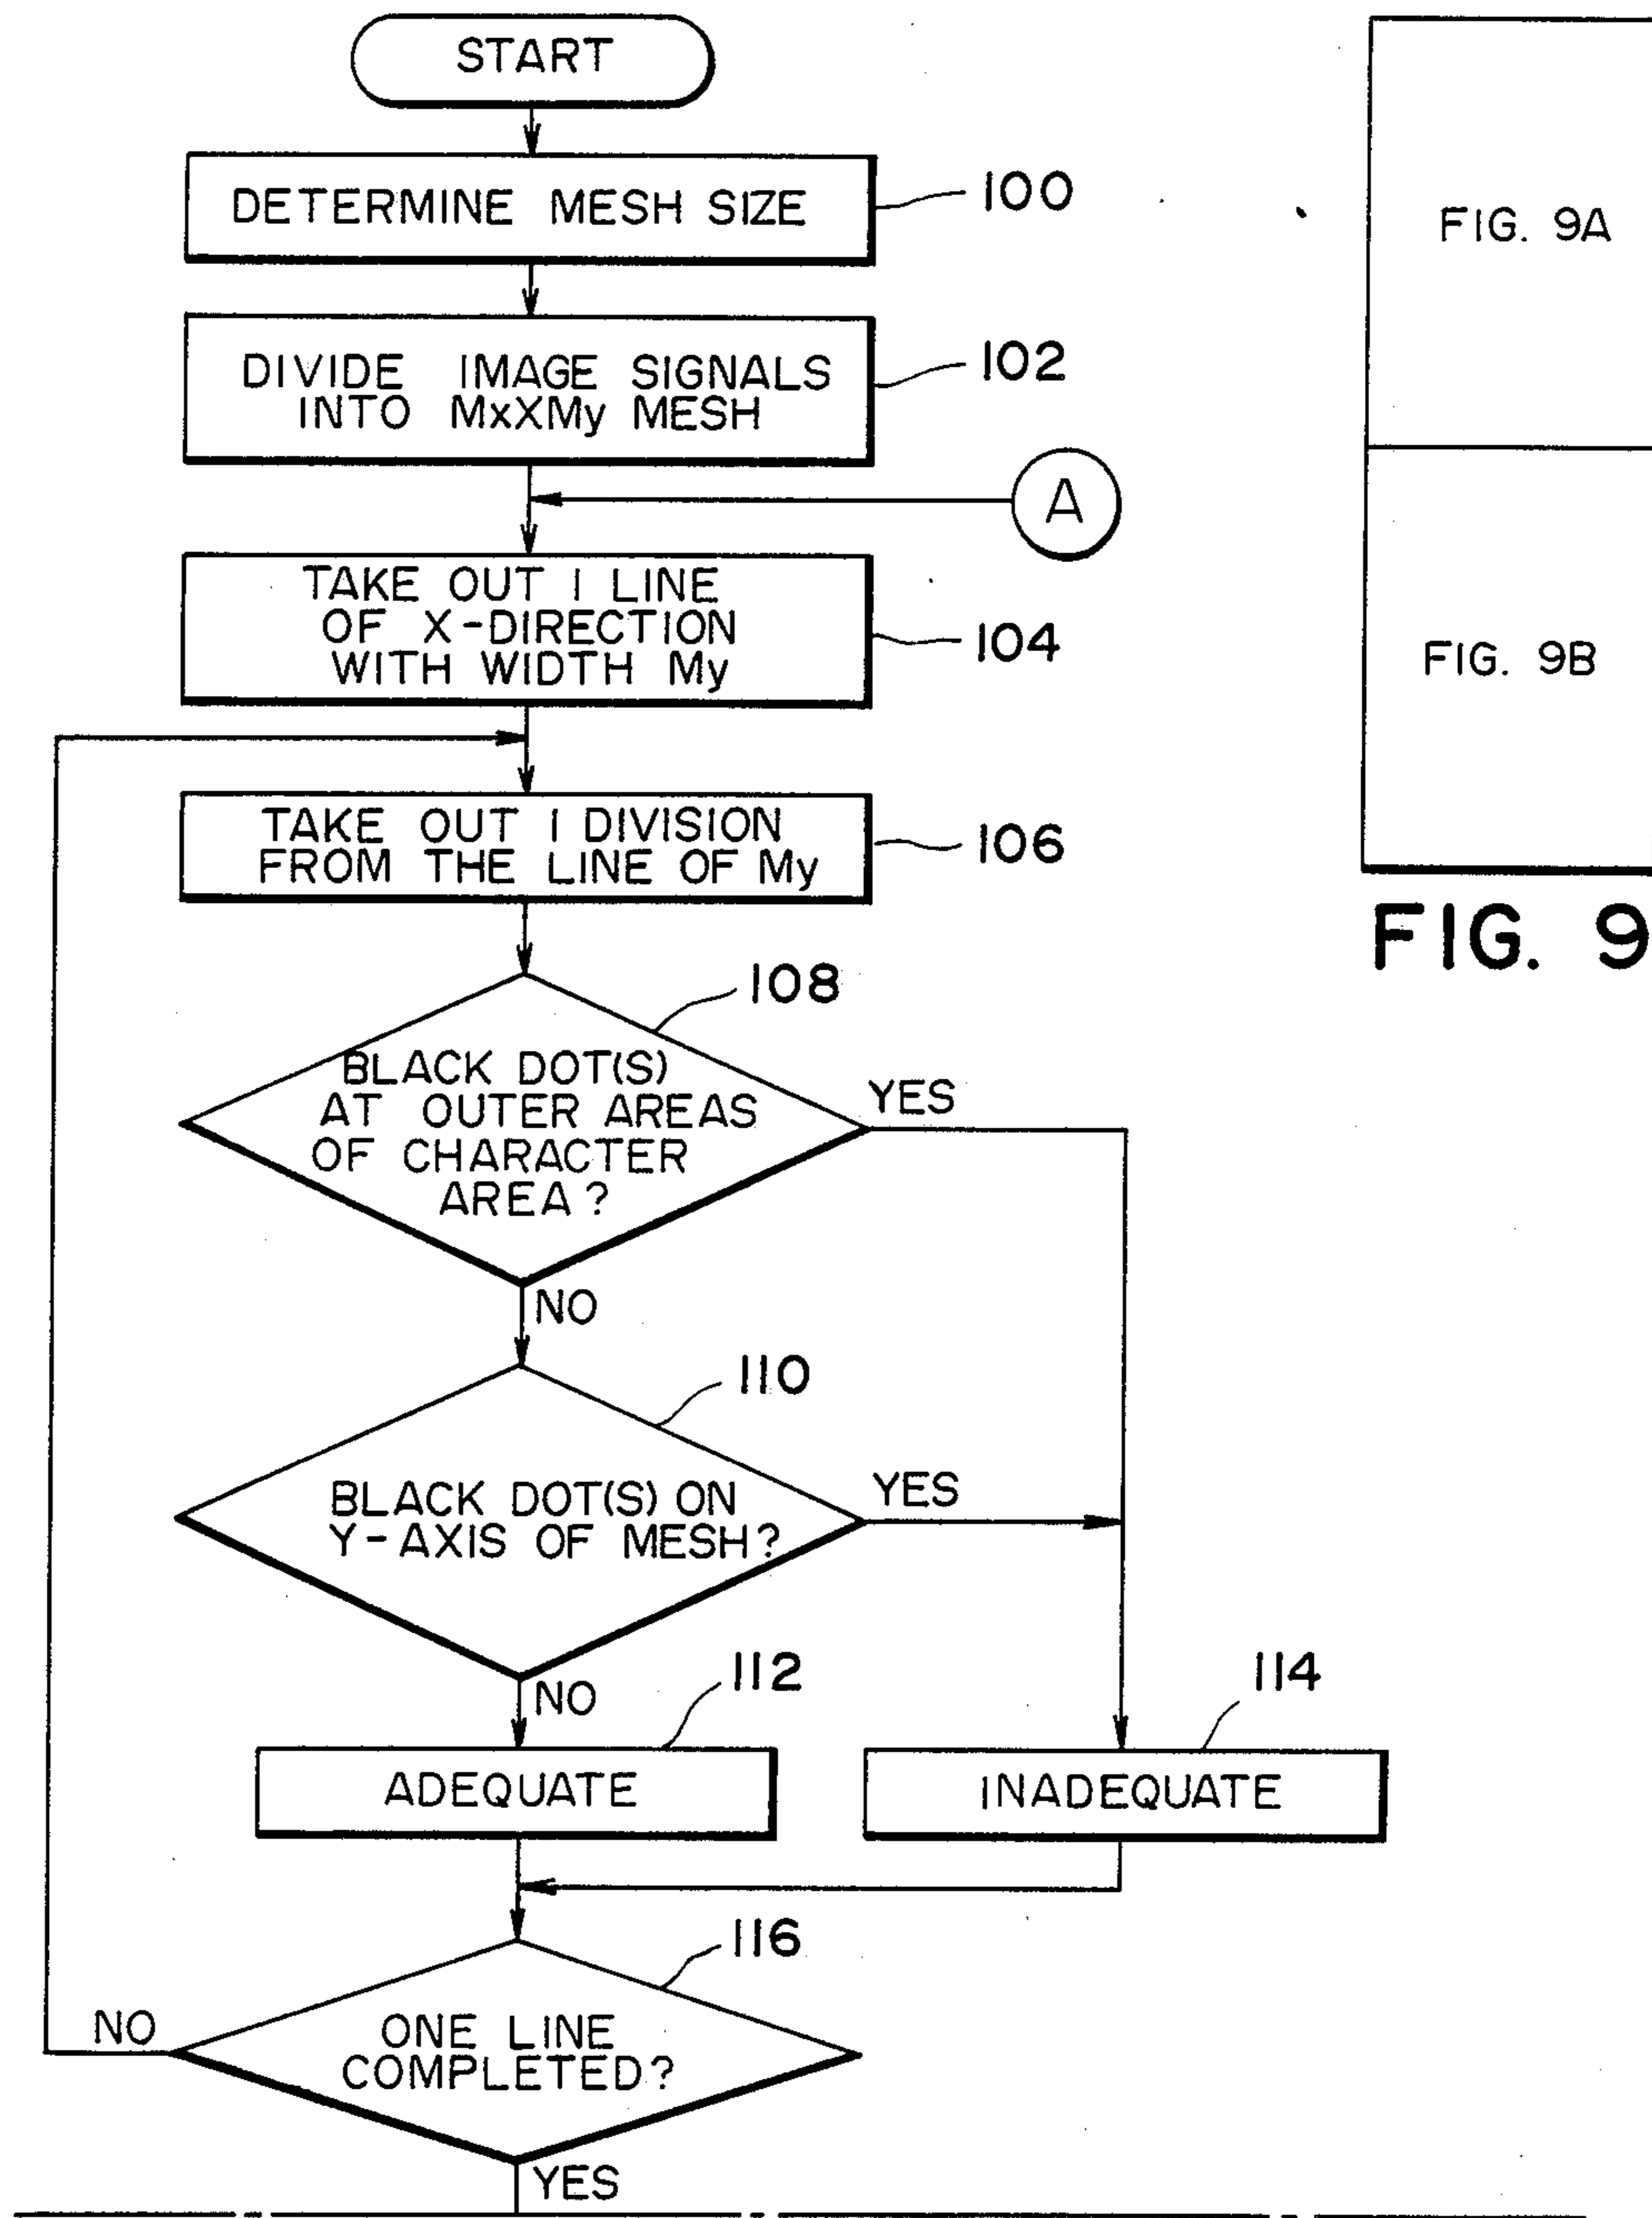 START
DETERMINE MESH SIZE
100
DIVIDE IMAGE SIGNALS
INTO MxXMy MESH
102
A
TAKE OUT 1 LINE
OF X-DIRECTION
WITH WIDTH My
104
TAKE OUT 1 DIVISION
FROM THE LINE OF My
106
108
BLACK DOT(S)
AT OUTER AREAS
OF CHARACTER
AREA?
YES
NO
110
BLACK DOT(S) ON
Y-AXIS OF MESH?
YES
NO
112
ADEQUATE
114
INADEQUATE
116
ONE LINE
COMPLETED?
NO
YES
FIG. 9A
FIG. 9B
FIG. 9